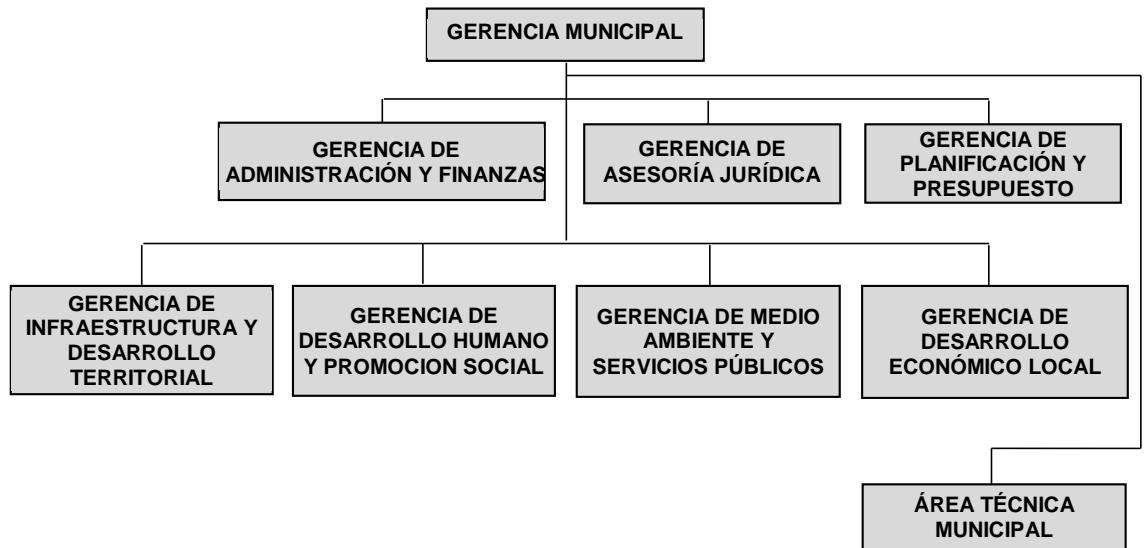 GERENCIA MUNICIPAL
GERENCIA DE
ADMINISTRACIÓN Y FINANZAS
GERENCIA DE
ASESORÍA JURÍDICA
GERENCIA DE
PLANIFICACIÓN Y
PRESUPUESTO
GERENCIA DE
INFRAESTRUCTURA Y
DESARROLLO
TERRITORIAL
GERENCIA DE
DESARROLLO HUMANO
Y PROMOCION SOCIAL
GERENCIA DE MEDIO
AMBIENTE Y
SERVICIOS PÚBLICOS
GERENCIA DE
DESARROLLO
ECONÓMICO LOCAL
ÁREA TÉCNICA
MUNICIPAL